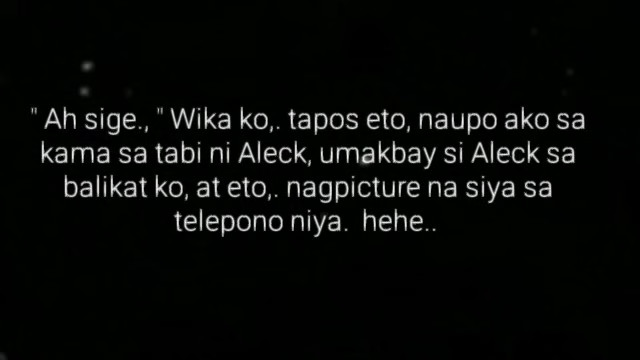 " Ah sige., " Wika ko,. tapos eto, naupo ako sa
kama sa tabi ni Aleck, umakbay si Aleck sa
balikat ko, at eto,. nagpicture na siya sa
telepono niya.  hehe..